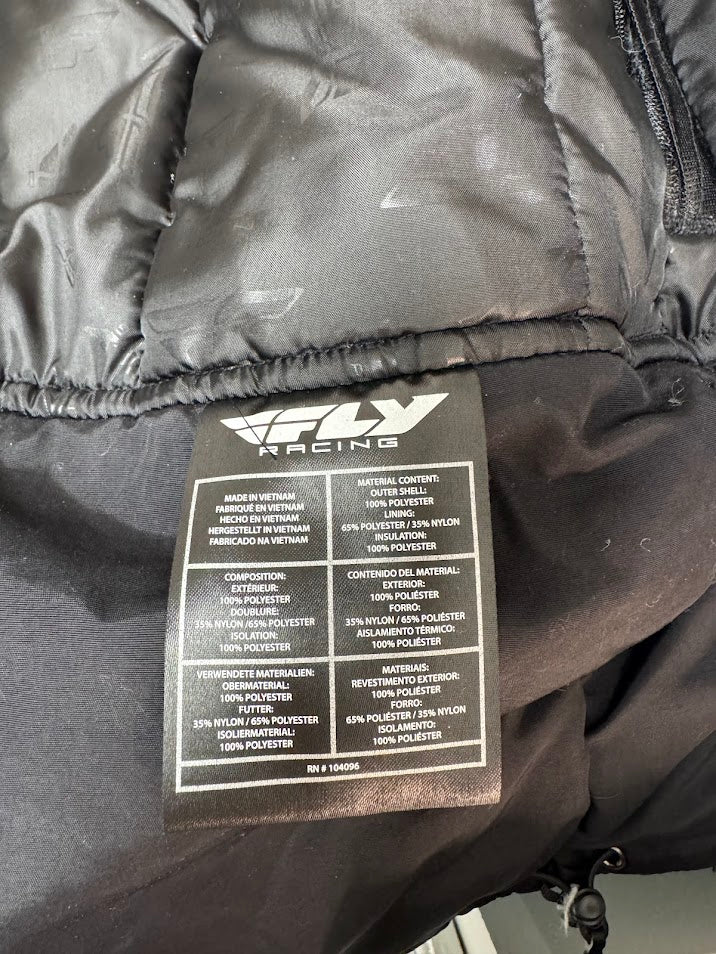 FLY
RACING
MADE IN VIETNAM
FABRIQUÉ EN VIETNAM
HECHO EN VIETNAM
HERGESTELLT IN VIETNAM
FABRICADO NA VIETNAM
MATERIAL CONTENT:
OUTER SHELL:
100% POLYESTER
LINING:
65% POLYESTER / 35% NYLON
INSULATION:
100% POLYESTER
COMPOSITION:
EXTÉRIEUR:
100% POLYESTER
DOUBLURE:
35% NYLON /65% POLYESTER
ISOLATION:
100% POLYESTER
CONTENIDO DEL MATERIAL:
EXTERIOR:
100% POLIÉSTER
FORRO:
35% NYLON / 65% POLIÉSTER
AISLAMIENTO TÉRMICO:
100% POLIÉSTER
VERWENDETE MATERIALIEN:
OBERMATERIAL:
100% POLYESTER
FUTTER:
35% NYLON / 65% POLYESTER
ISOLIERMATERIAL:
100% POLYESTER
MATERIAIS:
REVESTIMENTO EXTERIOR:
100% POLIÉSTER
FORRO:
65% POLIÉSTER / 35% NYLON
ISOLAMENTO:
100% POLIÉSTER
RN # 104096